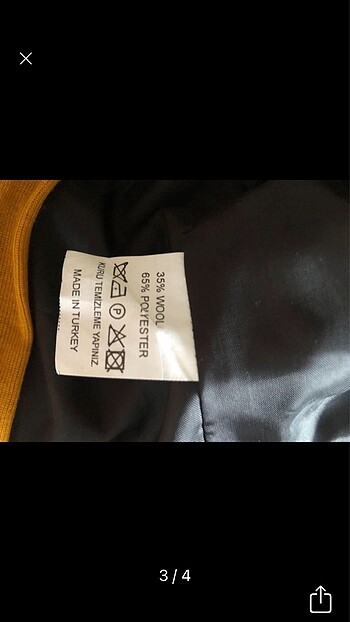 35% WOOL
65% POLYESTER
P
KURU TEMİZLEME YAPINIZ.
MADE IN TURKEY
3 / 4